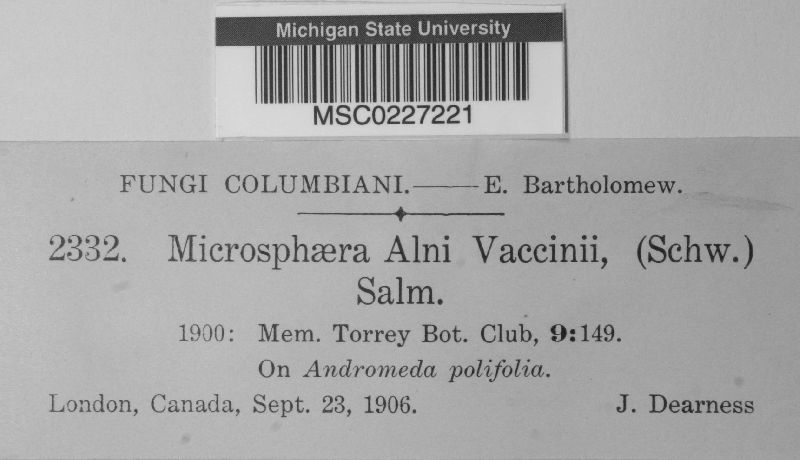 Michigan State University
MSC0227221
FUNGI COLUMBIANI.——E. Bartholomew.
2332. Microsphæra Alni Vaccinii, (Schw.)
Salm.
1900: Mem. Torrey Bot. Club, 9:149.
On Andromeda polifolia.
London, Canada, Sept. 23, 1906. J. Dearness